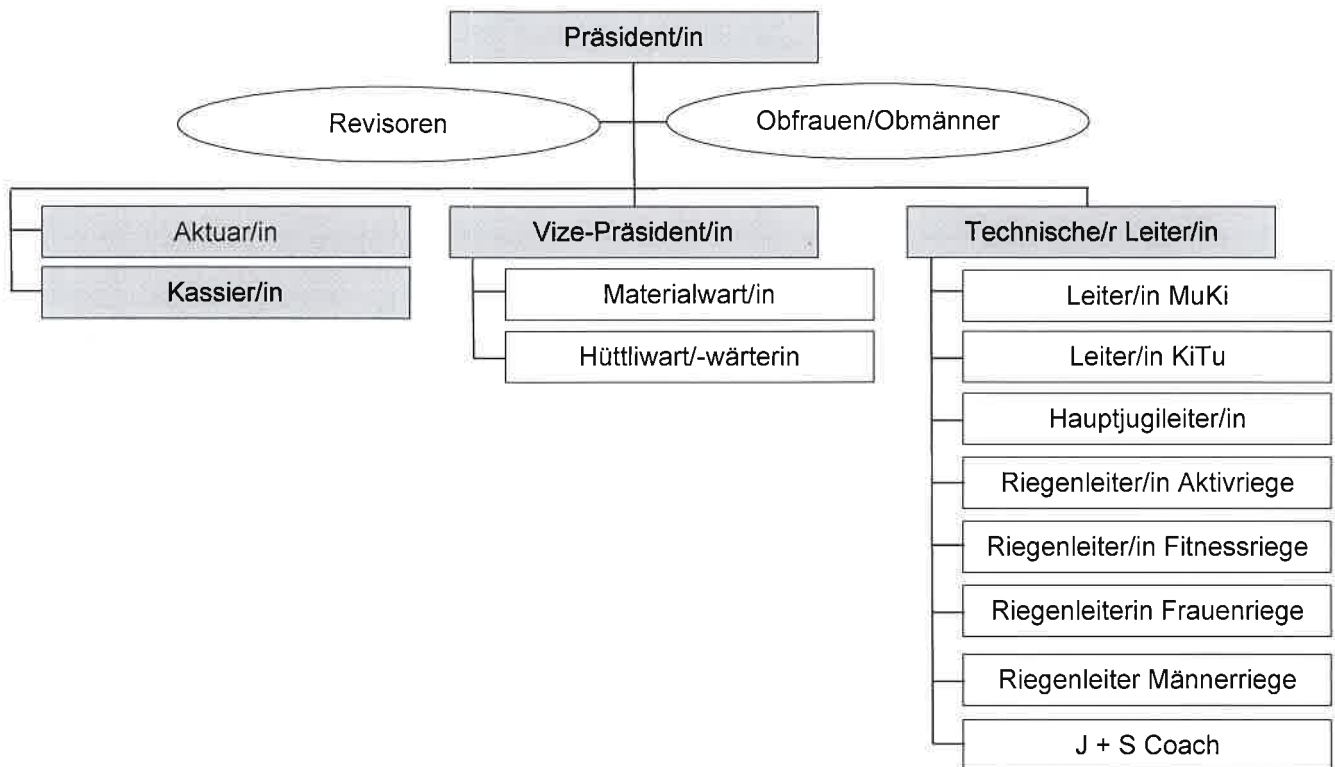 Präsident/in
Revisoren
Obfrauen/Obmänner
Aktuar/in
Kassier/in
Vize-Präsident/in
Materialwart/in
Hüttliwart/-wärterin
Technische/r Leiter/in
Leiter/in MuKi
Leiter/in KiTu
Hauptjugileiter/in
Riegenleiter/in Aktivriege
Riegenleiter/in Fitnessriege
Riegenleiterin Frauenriege
Riegenleiter Männerriege
J + S Coach